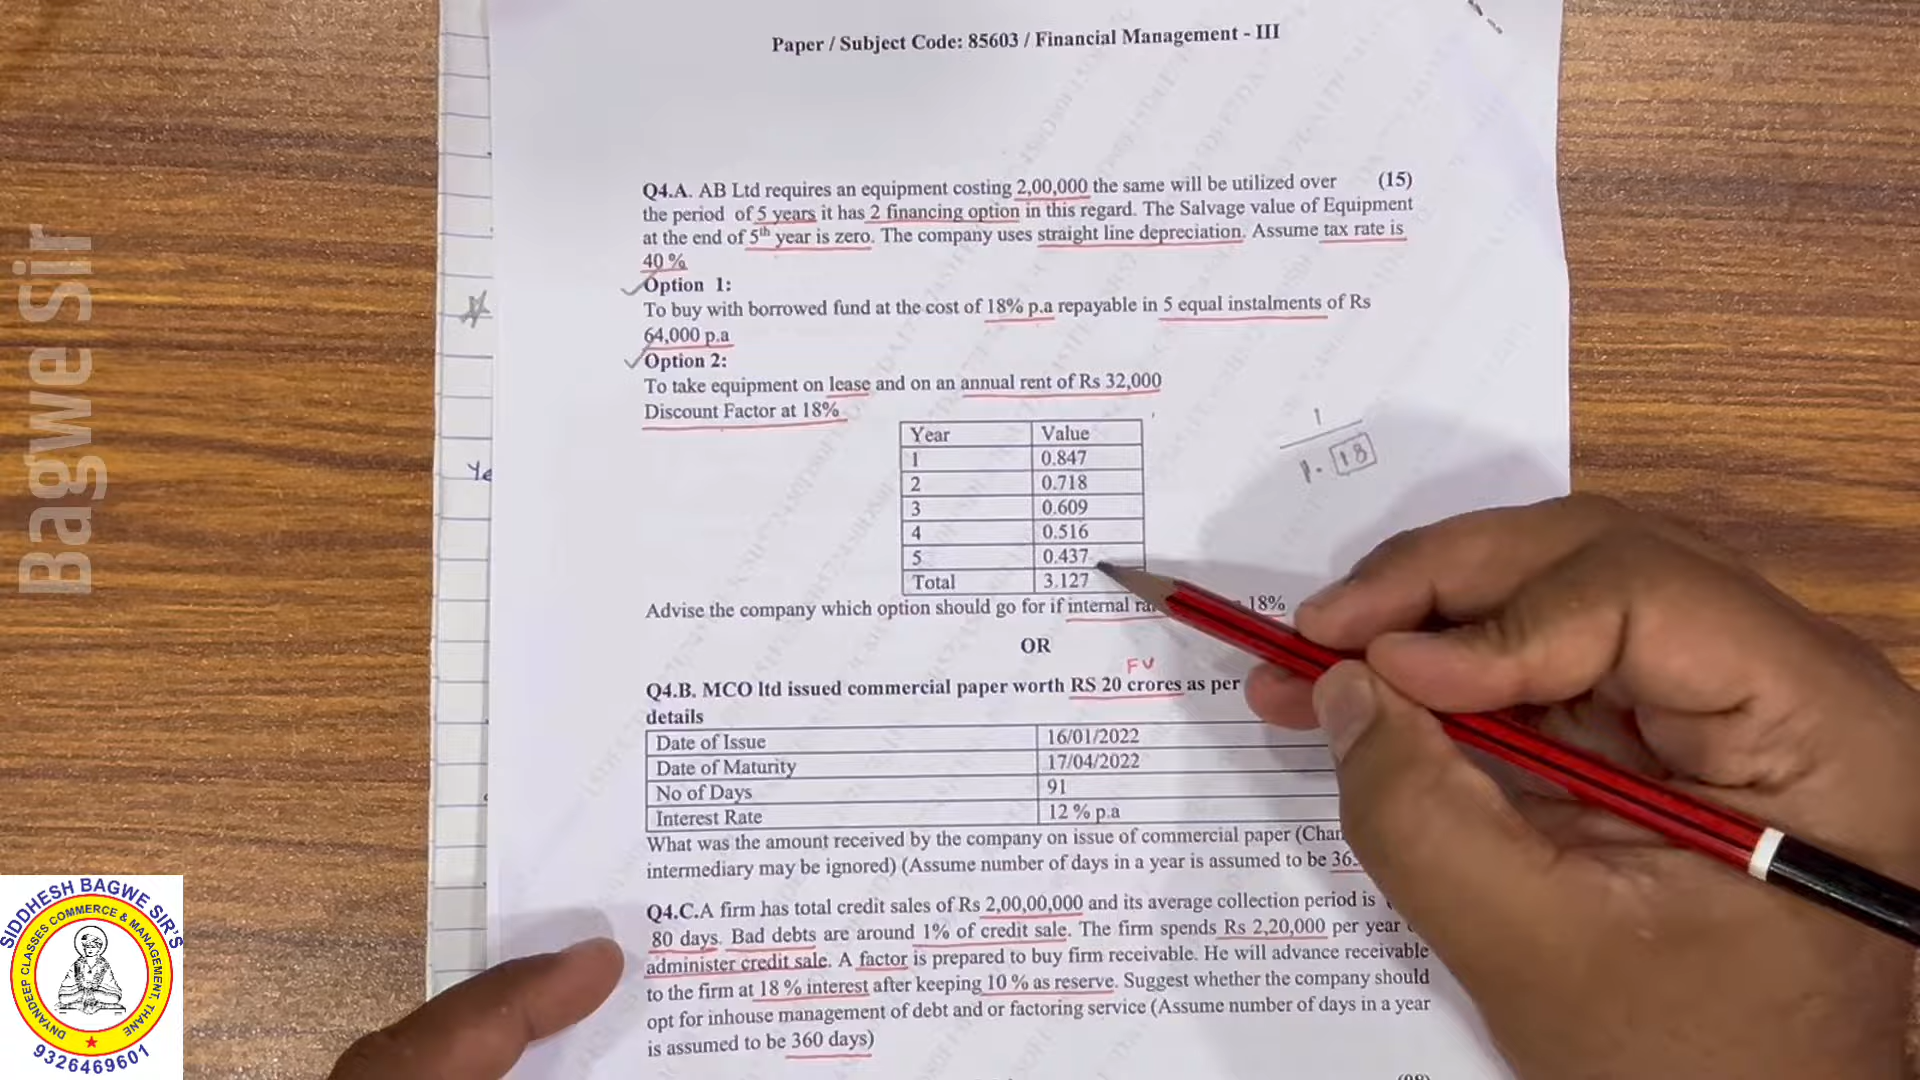 Paper / Subject Code: 85603 / Financial Management - III
Q4.A. AB Ltd requires an equipment costing 2,00,000 the same will be utilized over (15)
the period of 5 years it has 2 financing option in this regard. The Salvage value of Equipment
at the end of 5th year is zero. The company uses straight line depreciation. Assume tax rate is
40 %
Option 1:
To buy with borrowed fund at the cost of 18% p.a repayable in 5 equal instalments of Rs
64,000 p.a
Option 2:
To take equipment on lease and on an annual rent of Rs 32,000
Discount Factor at 18%
Year Value
1 0.847
2 0.718
3 0.609
4 0.516
5 0.437
Total 3.127
1
1.18
Advise the company which option should go for if internal 18%
OR
FV
Q4.B. MCO ltd issued commercial paper worth RS 20 crores as per
details
Date of Issue 16/01/2022
Date of Maturity 17/04/2022
No of Days 91
Interest Rate 12 % p.a
What was the amount received by the company on issue of commercial paper
intermediary may be ignored) (Assume number of days in a year is assumed to be
Q4.C.A firm has total credit sales of Rs 2,00,00,000 and its average collection period is
80 days. Bad debts are around 1% of credit sale. The firm spends Rs 2,20,000 per year
administer credit sale. A factor is prepared to buy firm receivable. He will advance receivable
to the firm at 18 % interest after keeping 10 % as reserve. Suggest whether the company should
opt for inhouse management of debt and or factoring service (Assume number of days in a year
is assumed to be 360 days)
Ye
Bagwe Sir
SIDDHESH BAGWE SIR'S
DNYANDEEP CLASSES COMMERCE & MANAGEMENT, THANE
9326469601